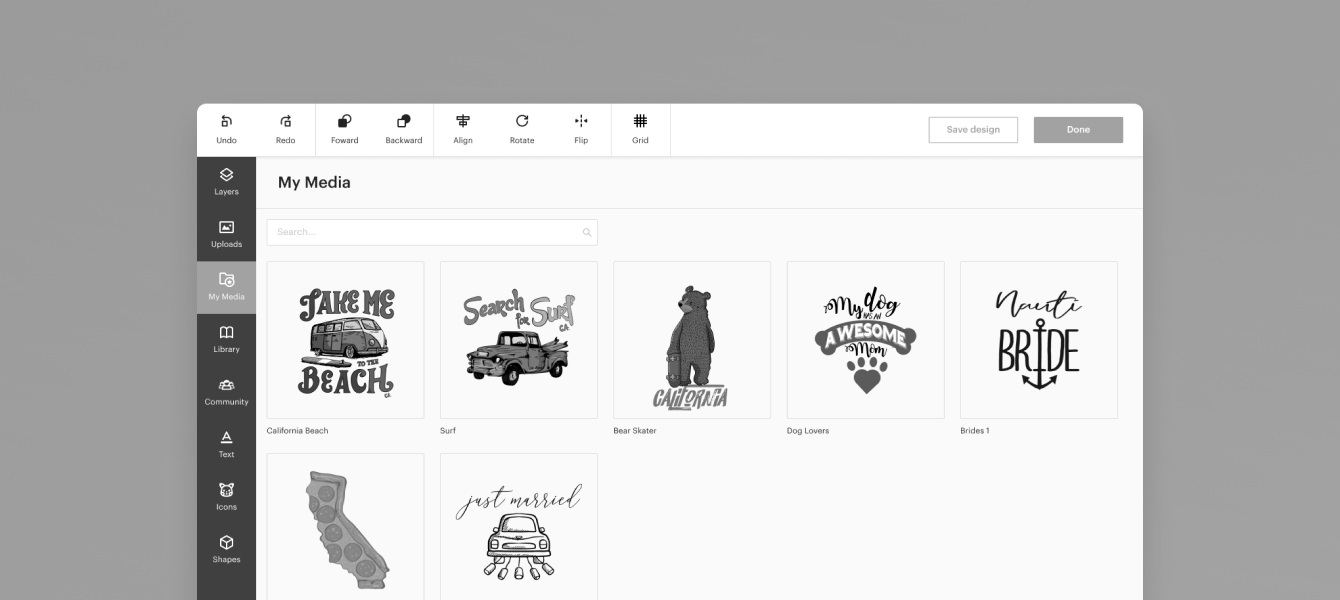 Undo
Redo
Foward
Backward
Align
Rotate
Flip
Grid
Save design
Done
Layers
Uploads
My Media
Library
Community
Text
Icons
Shapes
My Media
Search...
TAKE ME
TO THE
BEACH
CA
California Beach
Search
for Surf
CA
Surf
CALIFORNIA
Bear Skater
My dog
HAS AN
AWESOME
Mom
Dog Lovers
Nauti
BRIDE
Brides 1
just married